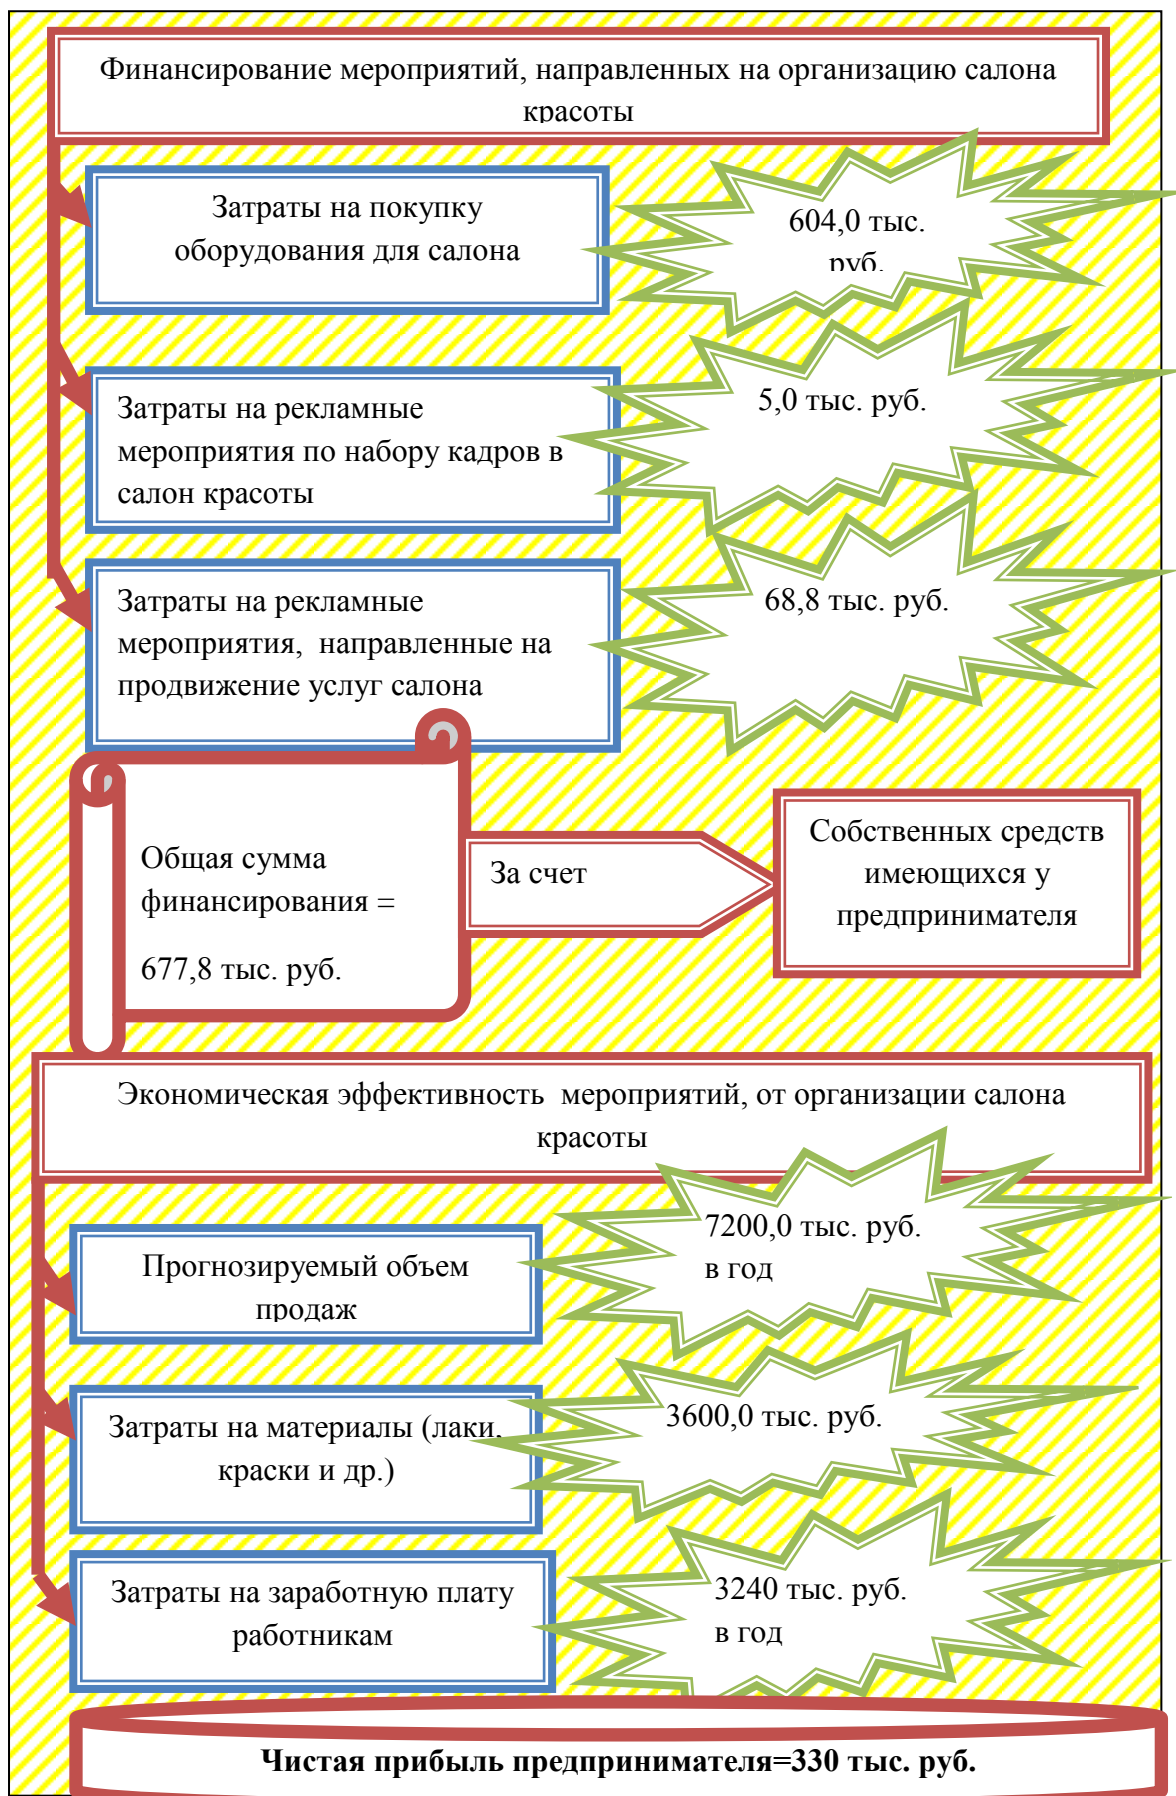 Финансирование мероприятий, направленных на организацию салона
красоты
Затраты на покупку
оборудования для салона
604,0 тыс.
руб.
Затраты на рекламные
мероприятия по набору кадров в
салон красоты
5,0 тыс. руб.
Затраты на рекламные
мероприятия,  направленные на
продвижение услуг салона
68,8 тыс. руб.
Общая сумма
финансирования =
677,8 тыс. руб.
За счет
Собственных средств
имеющихся у
предпринимателя
Экономическая эффективность  мероприятий, от организации салона
красоты
Прогнозируемый объем
продаж
7200,0 тыс. руб.
в год
Затраты на материалы (лаки,
краски и др.)
3600,0 тыс. руб.
Затраты на заработную плату
работникам
3240 тыс. руб.
в год
Чистая прибыль предпринимателя=330 тыс. руб.